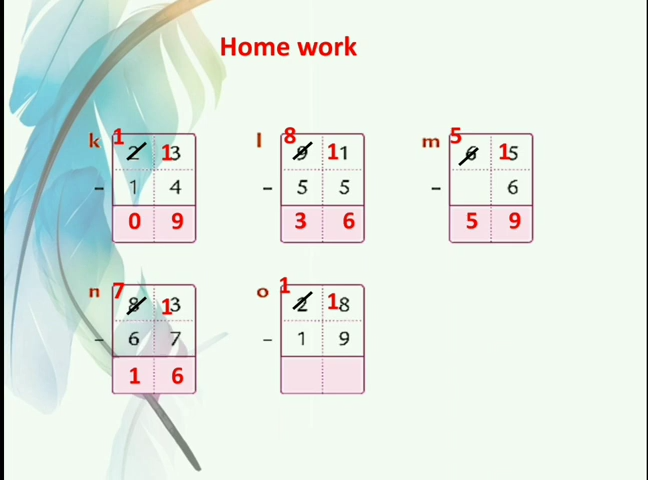 Home work
k 1 2 13 l 8 9 11 m 5 6 15
- 1 4 - 5 5 - 6
0 9 3 6 5 9
n 7 8 13 o 1 2 18
- 6 7 - 1 9
1 6